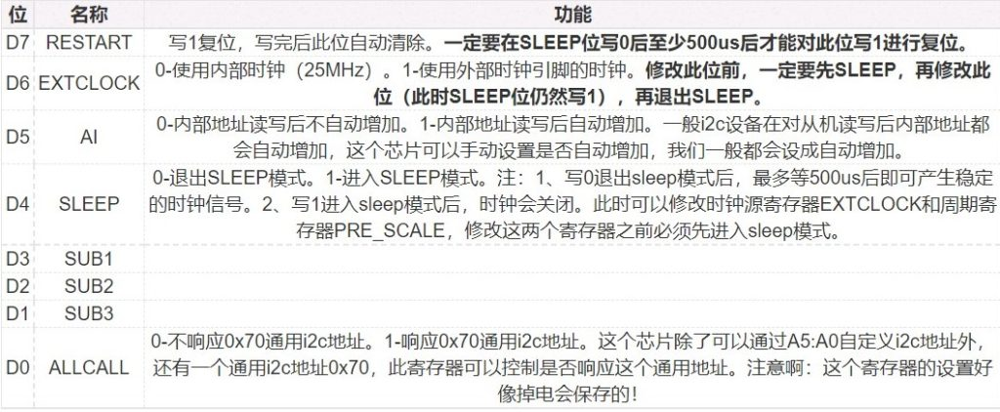 位 名称 功能
D7 RESTART 写1复位，写完后此位自动清除。一定要在SLEEP位写0后至少500us后才能对此位写1进行复位。
0-使用内部时钟（25MHz）。1-使用外部时钟引脚的时钟。修改此位前，一定要先SLEEP，再修改此
D6 EXTCLOCK
位（此时SLEEP位仍然写1），再退出SLEEP。
0-内部地址读写后不自动增加。1-内部地址读写后自动增加。一般i2c设备在对从机读写后内部地址都
D5 AI
会自动增加，这个芯片可以手动设置是否自动增加，我们一般都会设成自动增加。
0-退出SLEEP模式。1-进入SLEEP模式。注：1、写0退出sleep模式后，最多等500us后即可产生稳定
D4 SLEEP 的时钟信号。2、写1进入sleep模式后，时钟会关闭。此时可以修改时钟源寄存器EXTCLOCK和周期
寄存器PRE_SCALE，修改这两个寄存器之前必须先进入sleep模式。
D3 SUB1
D2 SUB2
D1 SUB3
0-不响应0x70通用i2c地址。1-响应0x70通用i2c地址。这个芯片除了可以通过A5:A0自定义i2c地址外，
D0 ALLCALL 还有一个通用i2c地址0x70，此寄存器可以控制是否响应这个通用地址。注意啊：这个寄存器的设置好
像掉电会保存的！